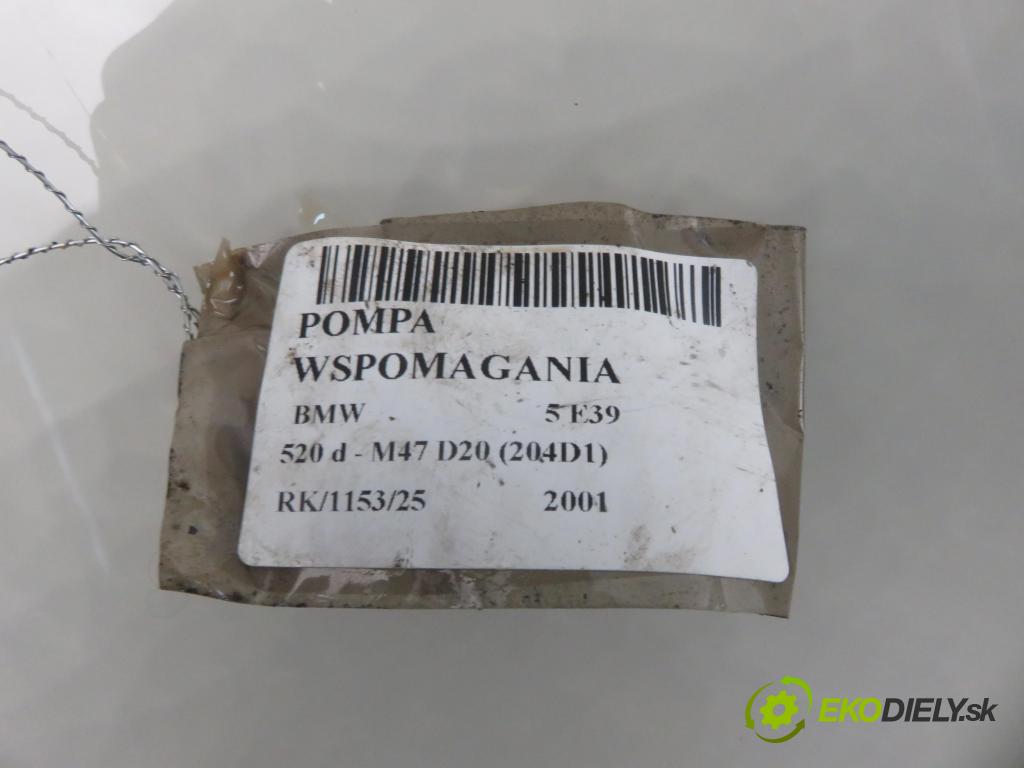 POMPA
WSPOMAGANIA
BMW 5 E39
520 d - M47 D20 (204D1)
RK/1153/25 2001
EKODIELY.sk